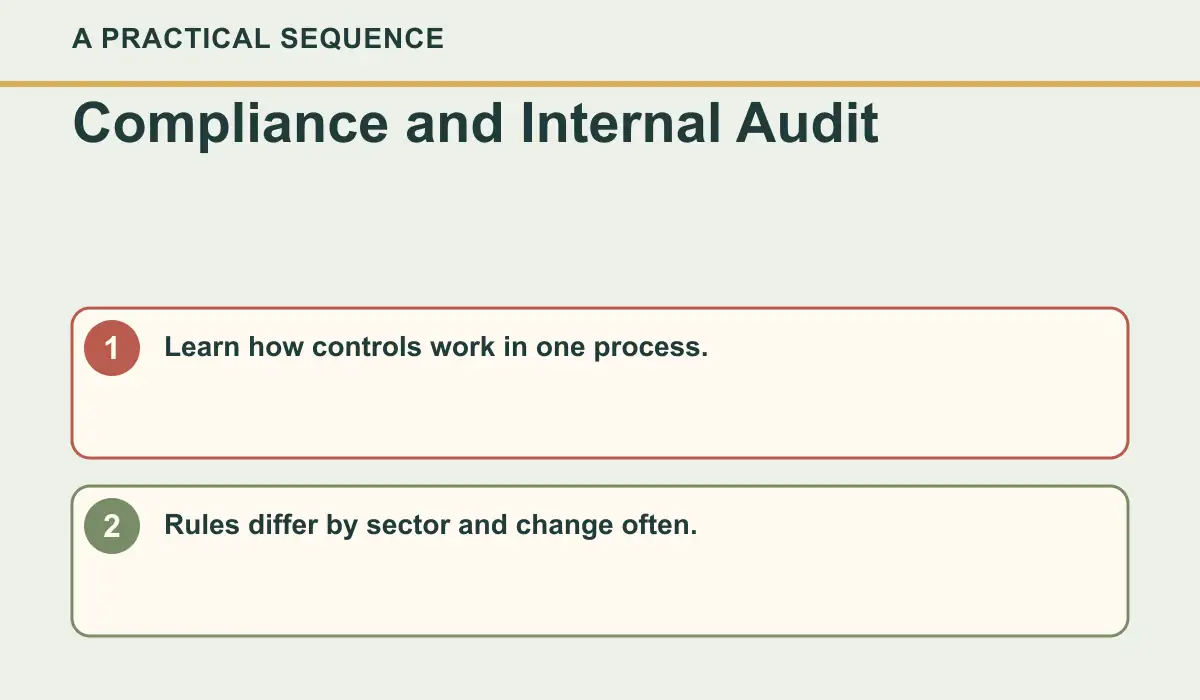 A PRACTICAL SEQUENCE
Compliance and Internal Audit
1
Learn how controls work in one process.
2
Rules differ by sector and change often.